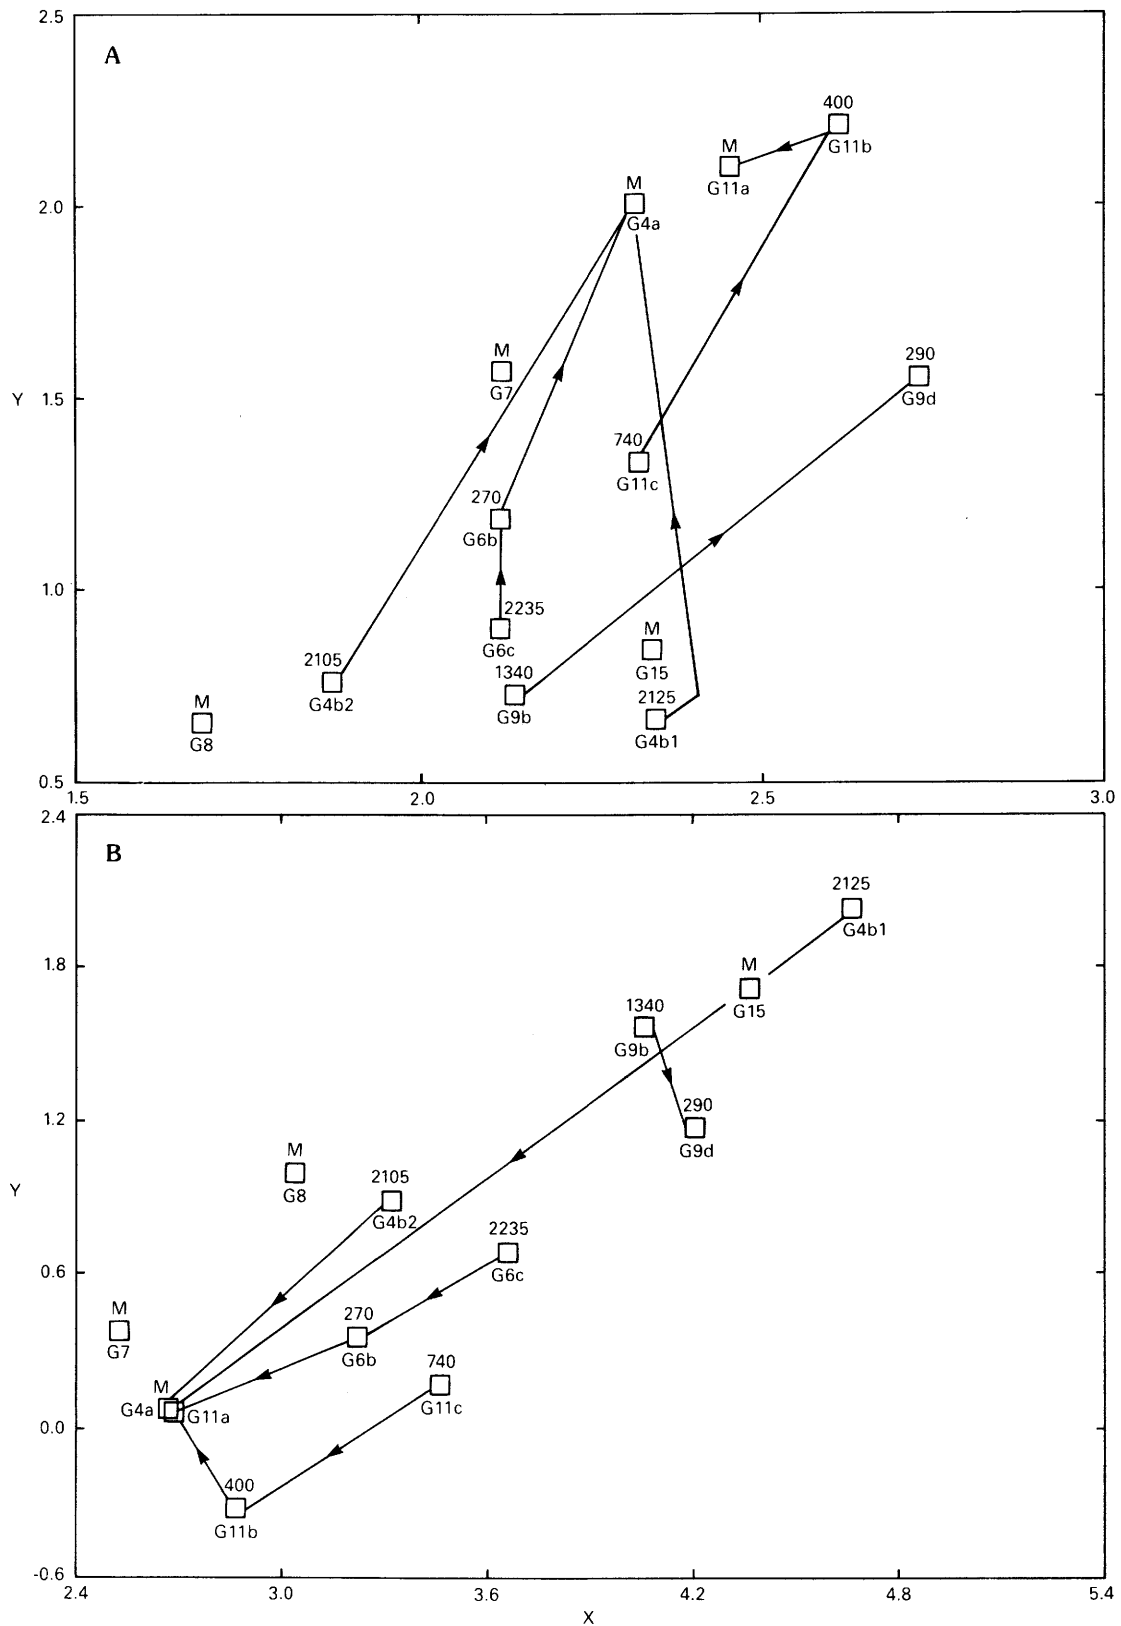 2.5
A
400
G11b
M
G11a
M
2.0
G4a
290
M
G9d
G7
Y
1.5
740
G11c
270
G6b
1.0
2235
G6c
M
G15
2105
G4b2
1340
G9b
2125
G4b1
M
G8
0.5
1.5
2.0
2.5
3.0
2.4
B
2125
G4b1
1.8
M
G15
1340
G9b
1.2
290
G9d
M
G8
2105
G4b2
Y
2235
G6c
0.6
M
G7
270
G6b
740
G11c
M
G4a
G11a
0.0
400
G11b
-0.6
2.4
3.0
3.6
4.2
4.8
5.4
X